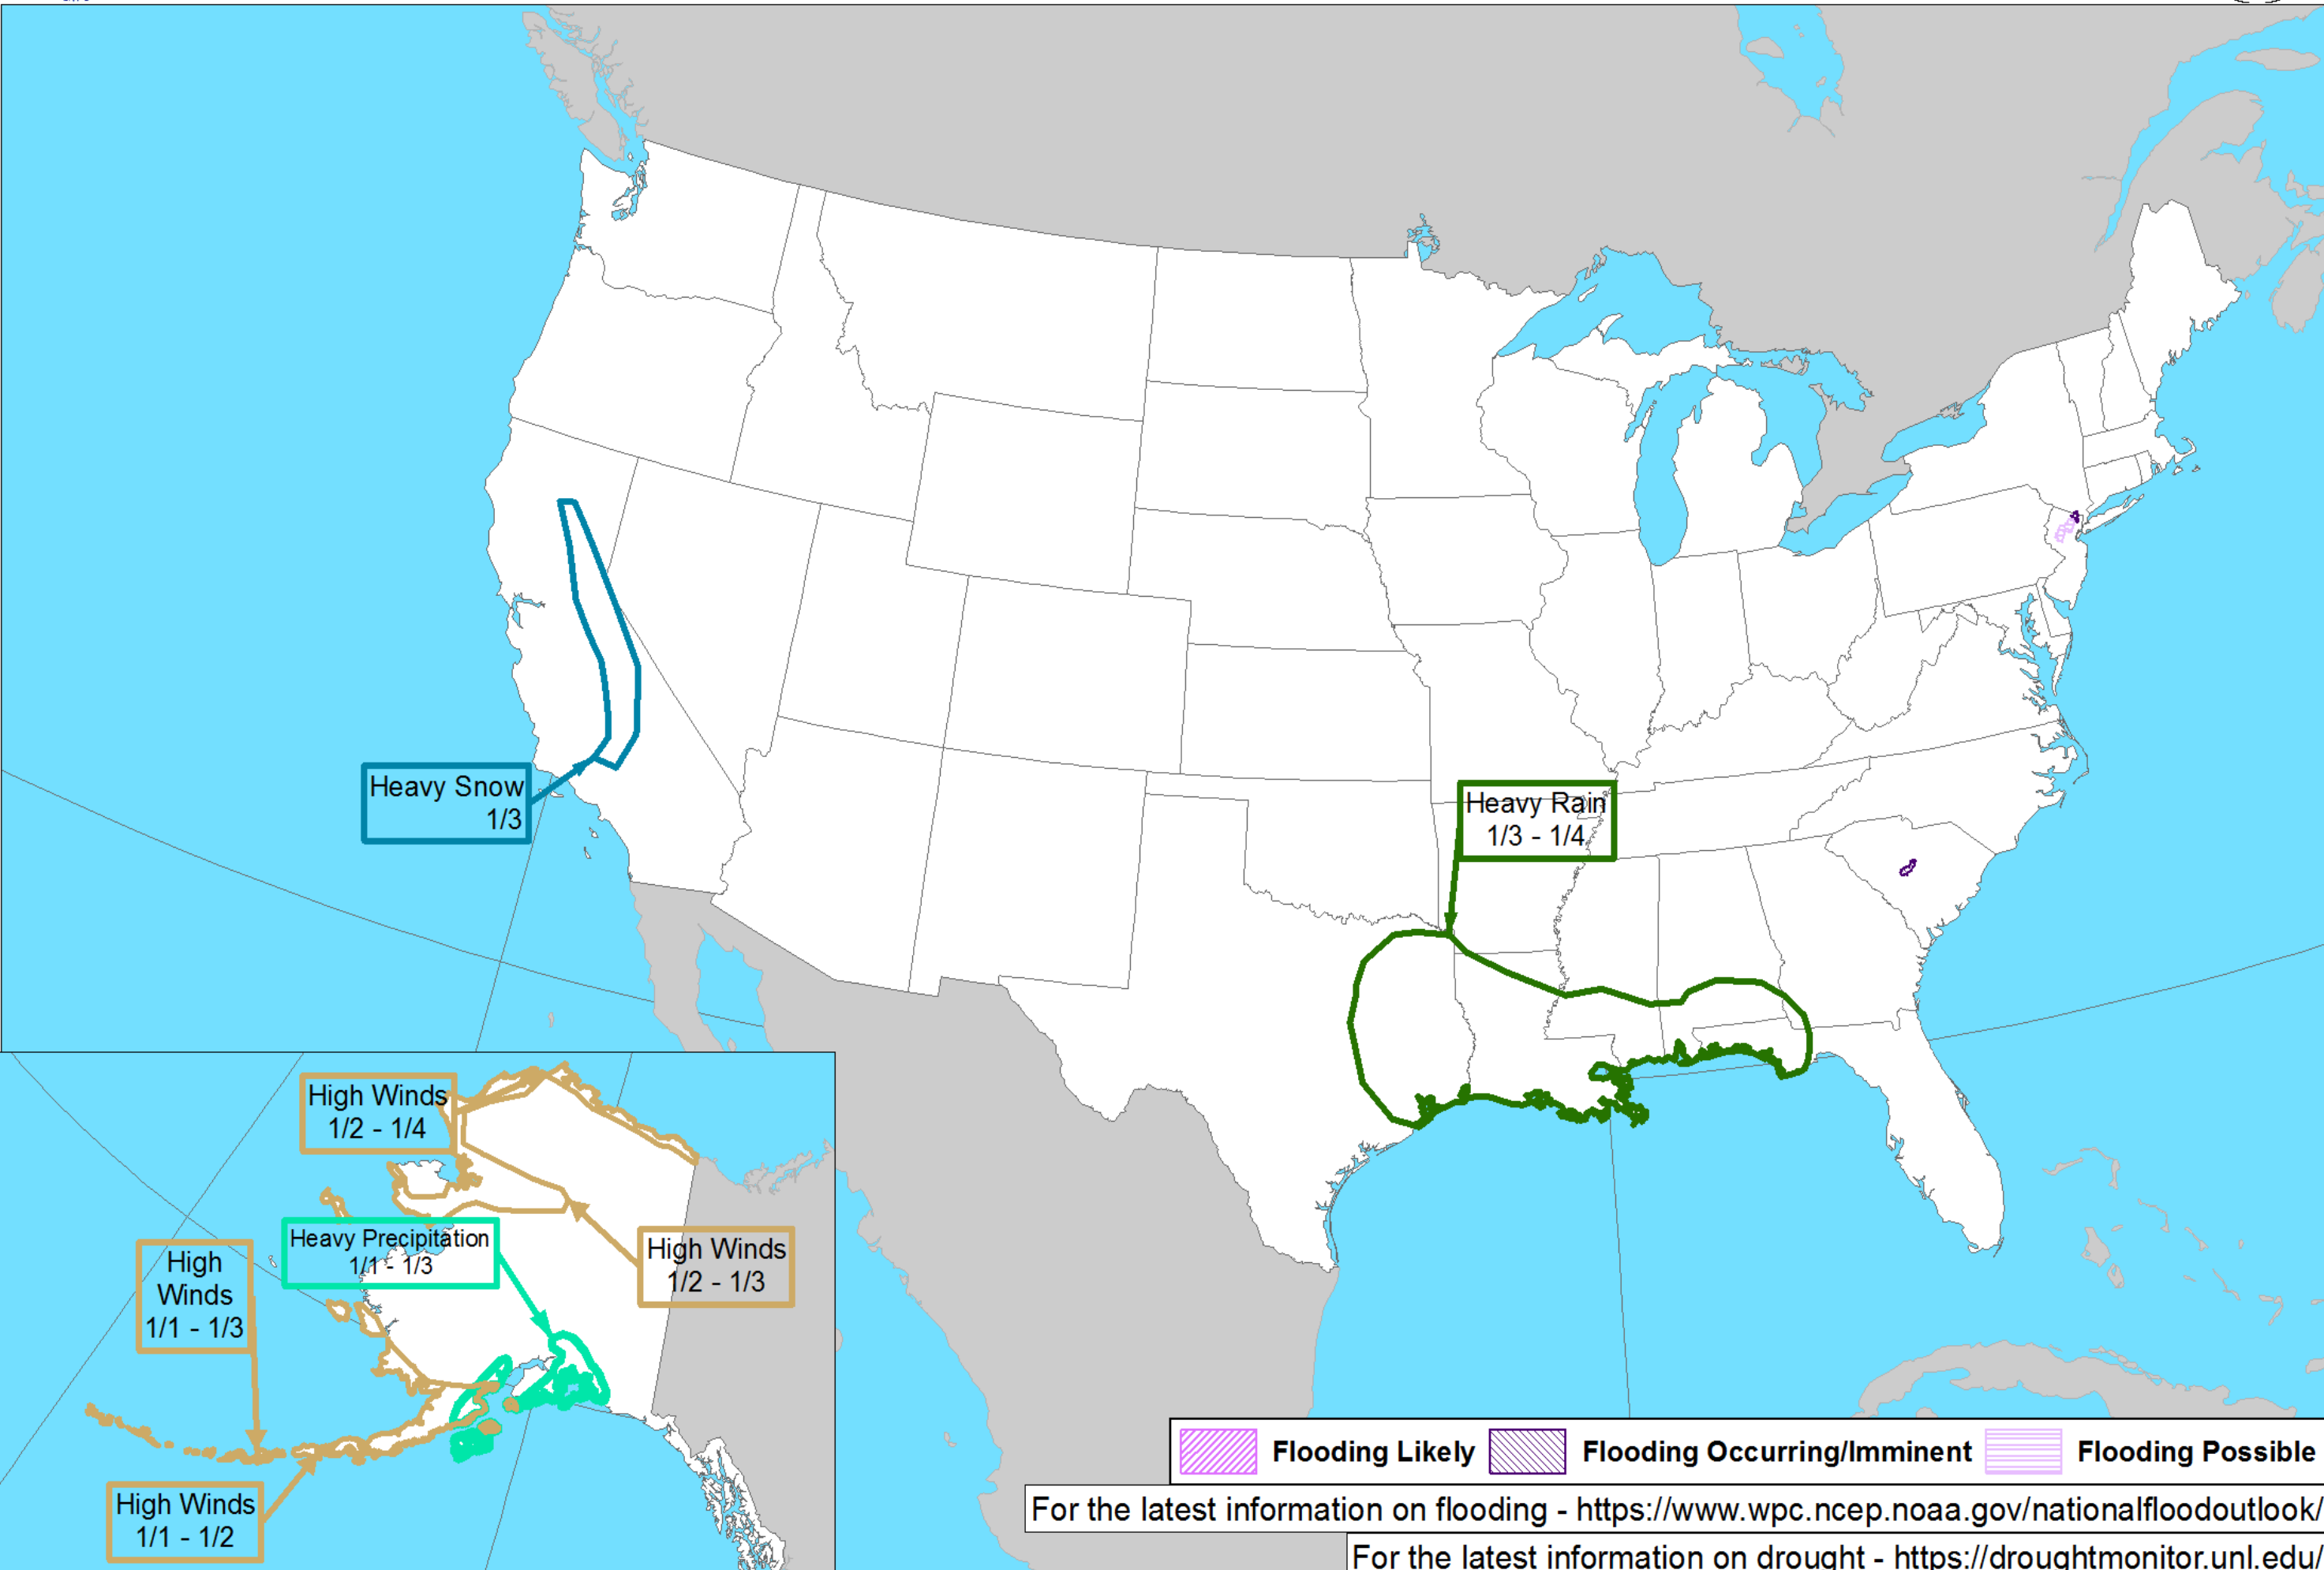 Heavy Snow
1/3
Heavy Rain
1/3 - 1/4
High Winds
1/2 - 1/4
Heavy Precipitation
1/1 - 1/3
High Winds
1/2 - 1/3
High
Winds
1/1 - 1/3
High Winds
1/1 - 1/2
Flooding Likely Flooding Occurring/Imminent Flooding Possible
For the latest information on flooding - https://www.wpc.ncep.noaa.gov/nationalfloodoutlook/
For the latest information on drought - https://droughtmonitor.unl.edu/